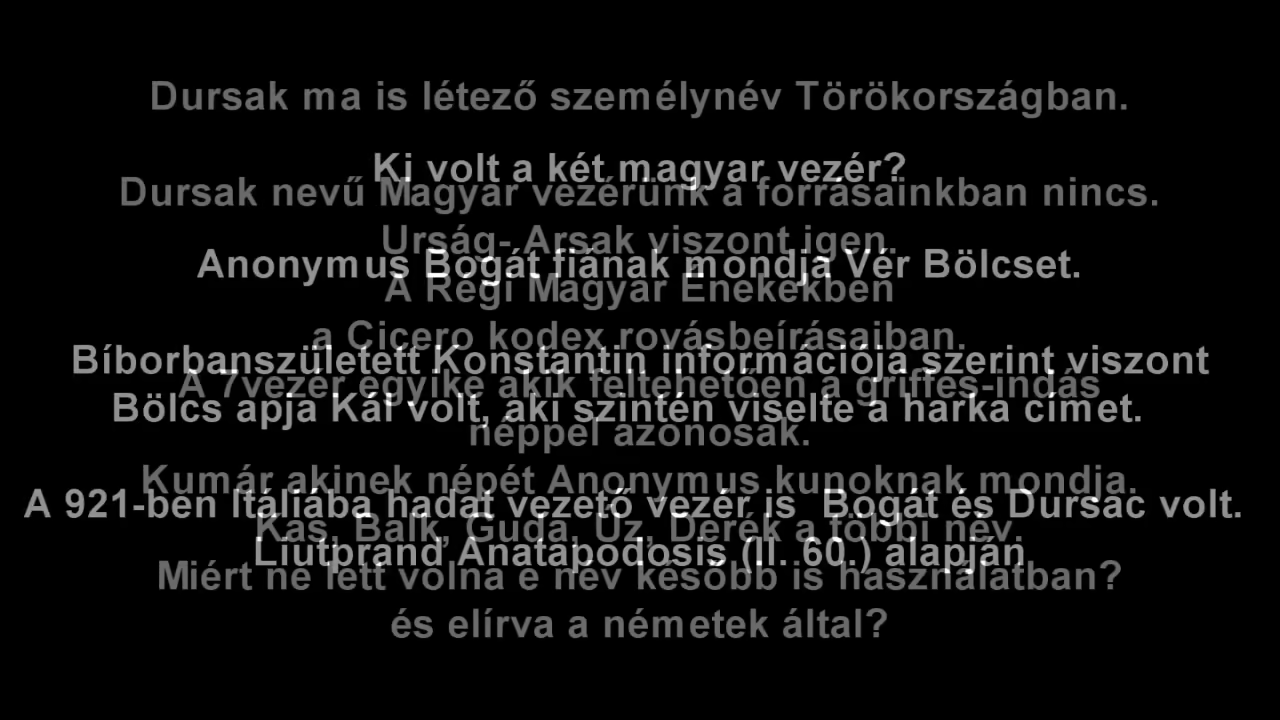 Ki volt a két magyar vezér?
Anonymus Bogát fiának mondja Vér Bölcset.
Bíborbanszületett Konstantin információja szerint viszont
Bölcs apja Kál volt, aki szintén viselte a harka címet.
A 921-ben Itáliába hadat vezető vezér is Bogát és Dursac volt.
Liutprand Anatapodosis (II. 60.) alapján
Dursak ma is létező személynév Törökországban.
Dursak nevű Magyar vezérünk a forrásainkban nincs.
Urság- Arsak viszont igen.
A Régi Magyar Énekekben
a Cicero kodex rovásbeírásaiban.
A 7vezér egyike akik feltehetően a griffes-indás
néppel azonosak.
Kumár akinek népét Anonymus kunoknak mondja.
Kas, Balk, Guda, Uz, Derék a többi név.
Miért ne lett volna e név később is használatban?
és elírva a németek által?